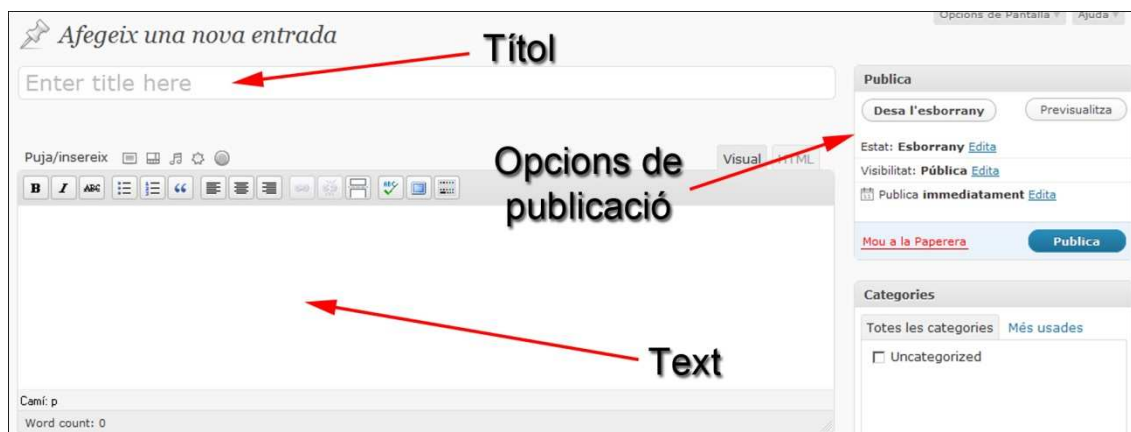 Opcions de Pantalla Ajuda
Afegeix una nova entrada
Títol
Enter title here
Publica
Desa l'esborrany Previsualitza
Puja/insereix
Visual HTML
Opcions de
publicació
Estat: Esborrany Edita
Visibilitat: Pública Edita
Publica immediatament Edita
B I ABC
ABC
Mou a la Paperera Publica
Categories
Totes les categories Més usades
Uncategorized
Text
Camí: p
Word count: 0